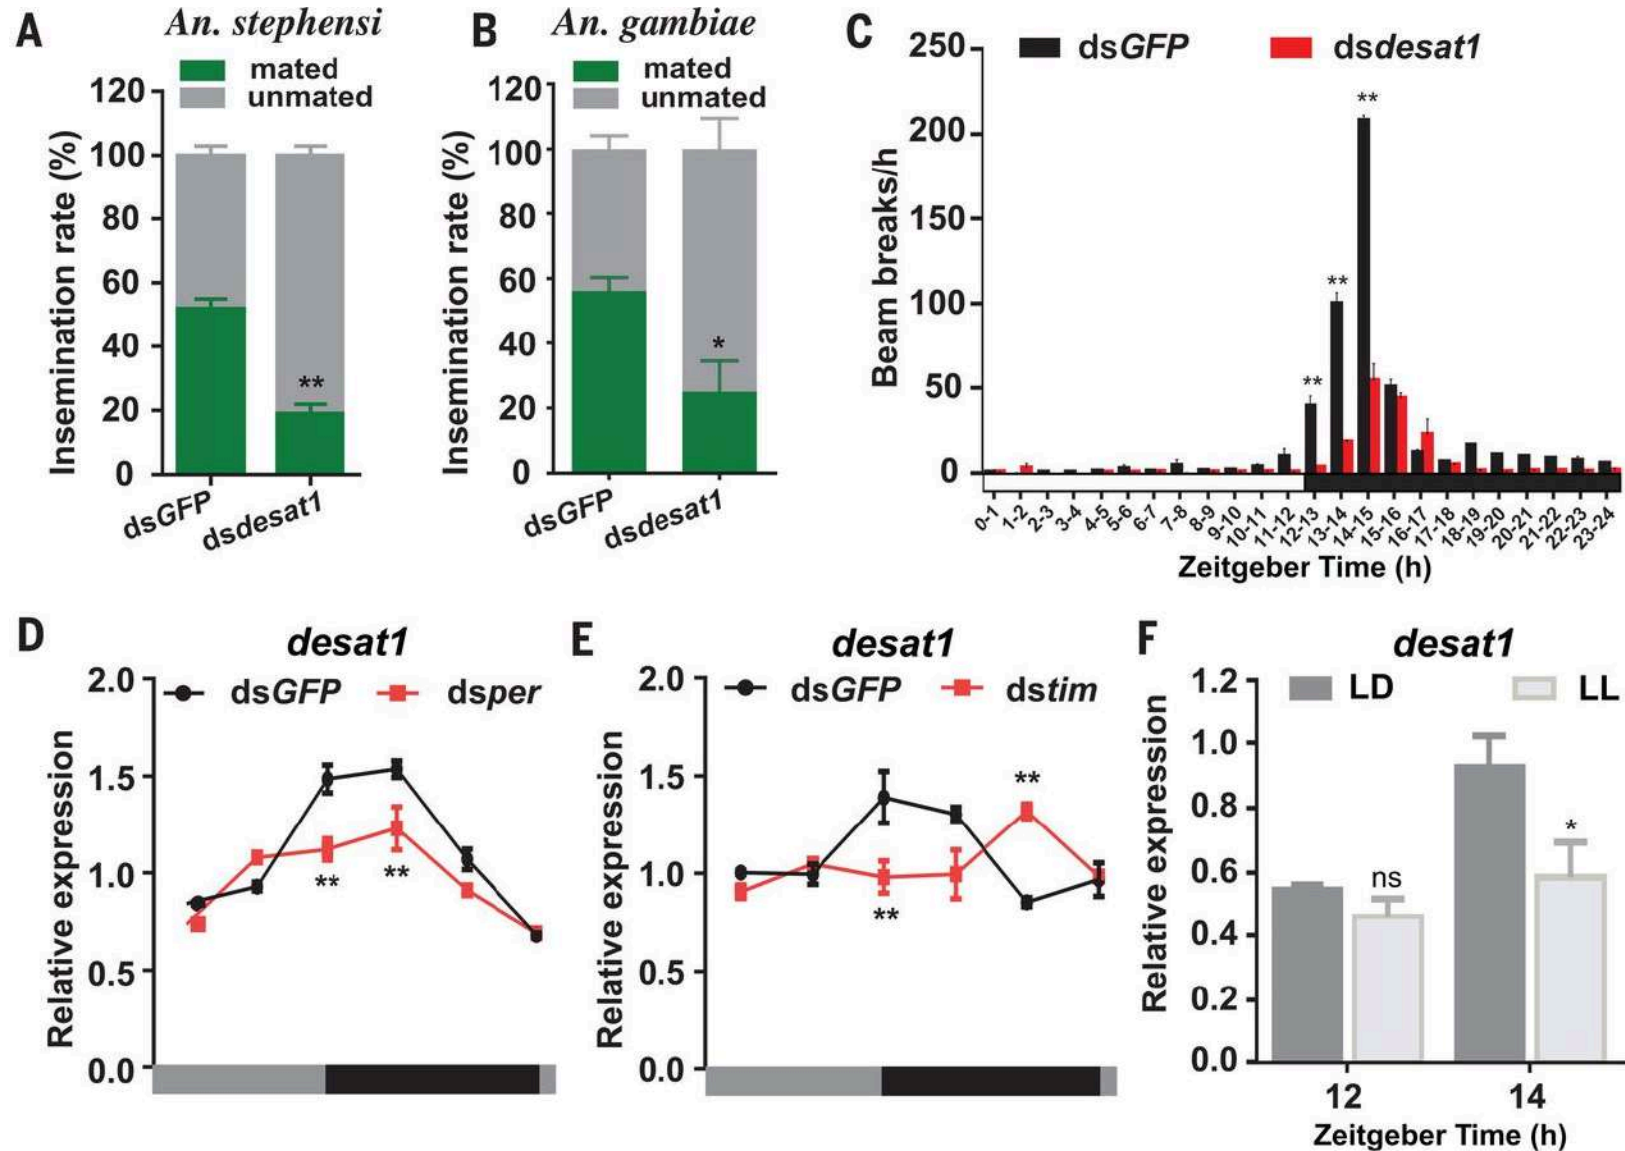 A
An. stephensi
mated
unmated
Insemination rate (%)
120
100
80
60
40
20
0
**
dsGFP
dsdesat1
B
An. gambiae
mated
unmated
Insemination rate (%)
120
100
80
60
40
20
0
*
dsGFP
dsdesat1
C
dsGFP
dsdesat1
Beam breaks/h
250
200
150
100
50
0
**
**
**
0-1
1-2
2-3
3-4
4-5
5-6
6-7
7-8
8-9
9-10
10-11
11-12
12-13
13-14
14-15
15-16
16-17
17-18
18-19
19-20
20-21
21-22
22-23
23-24
Zeitgeber Time (h)
D
desat1
dsGFP
dsper
Relative expression
2.0
1.5
1.0
0.5
0.0
**
**
E
desat1
dsGFP
dstim
Relative expression
2.0
1.5
1.0
0.5
0.0
**
**
F
desat1
LD
LL
Relative expression
1.2
1.0
0.8
0.6
0.4
0.2
0.0
ns
*
12
14
Zeitgeber Time (h)